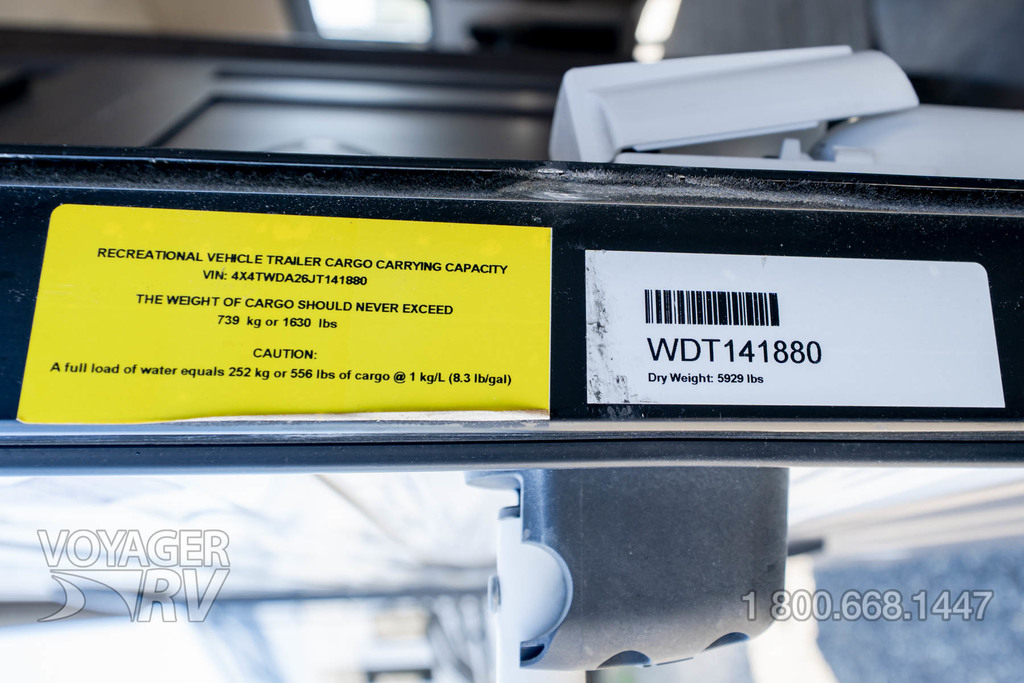 RECREATIONAL VEHICLE TRAILER CARGO CARRYING CAPACITY
VIN: 4X4TWDA26JT141880
THE WEIGHT OF CARGO SHOULD NEVER EXCEED
739 kg or 1630 lbs
CAUTION:
A full load of water equals 252 kg or 556 lbs of cargo @ 1 kg/L (8.3 lb/gal)
WDT141880
Dry Weight: 5929 lbs
VOYAGER
RV
1 800.668.1447